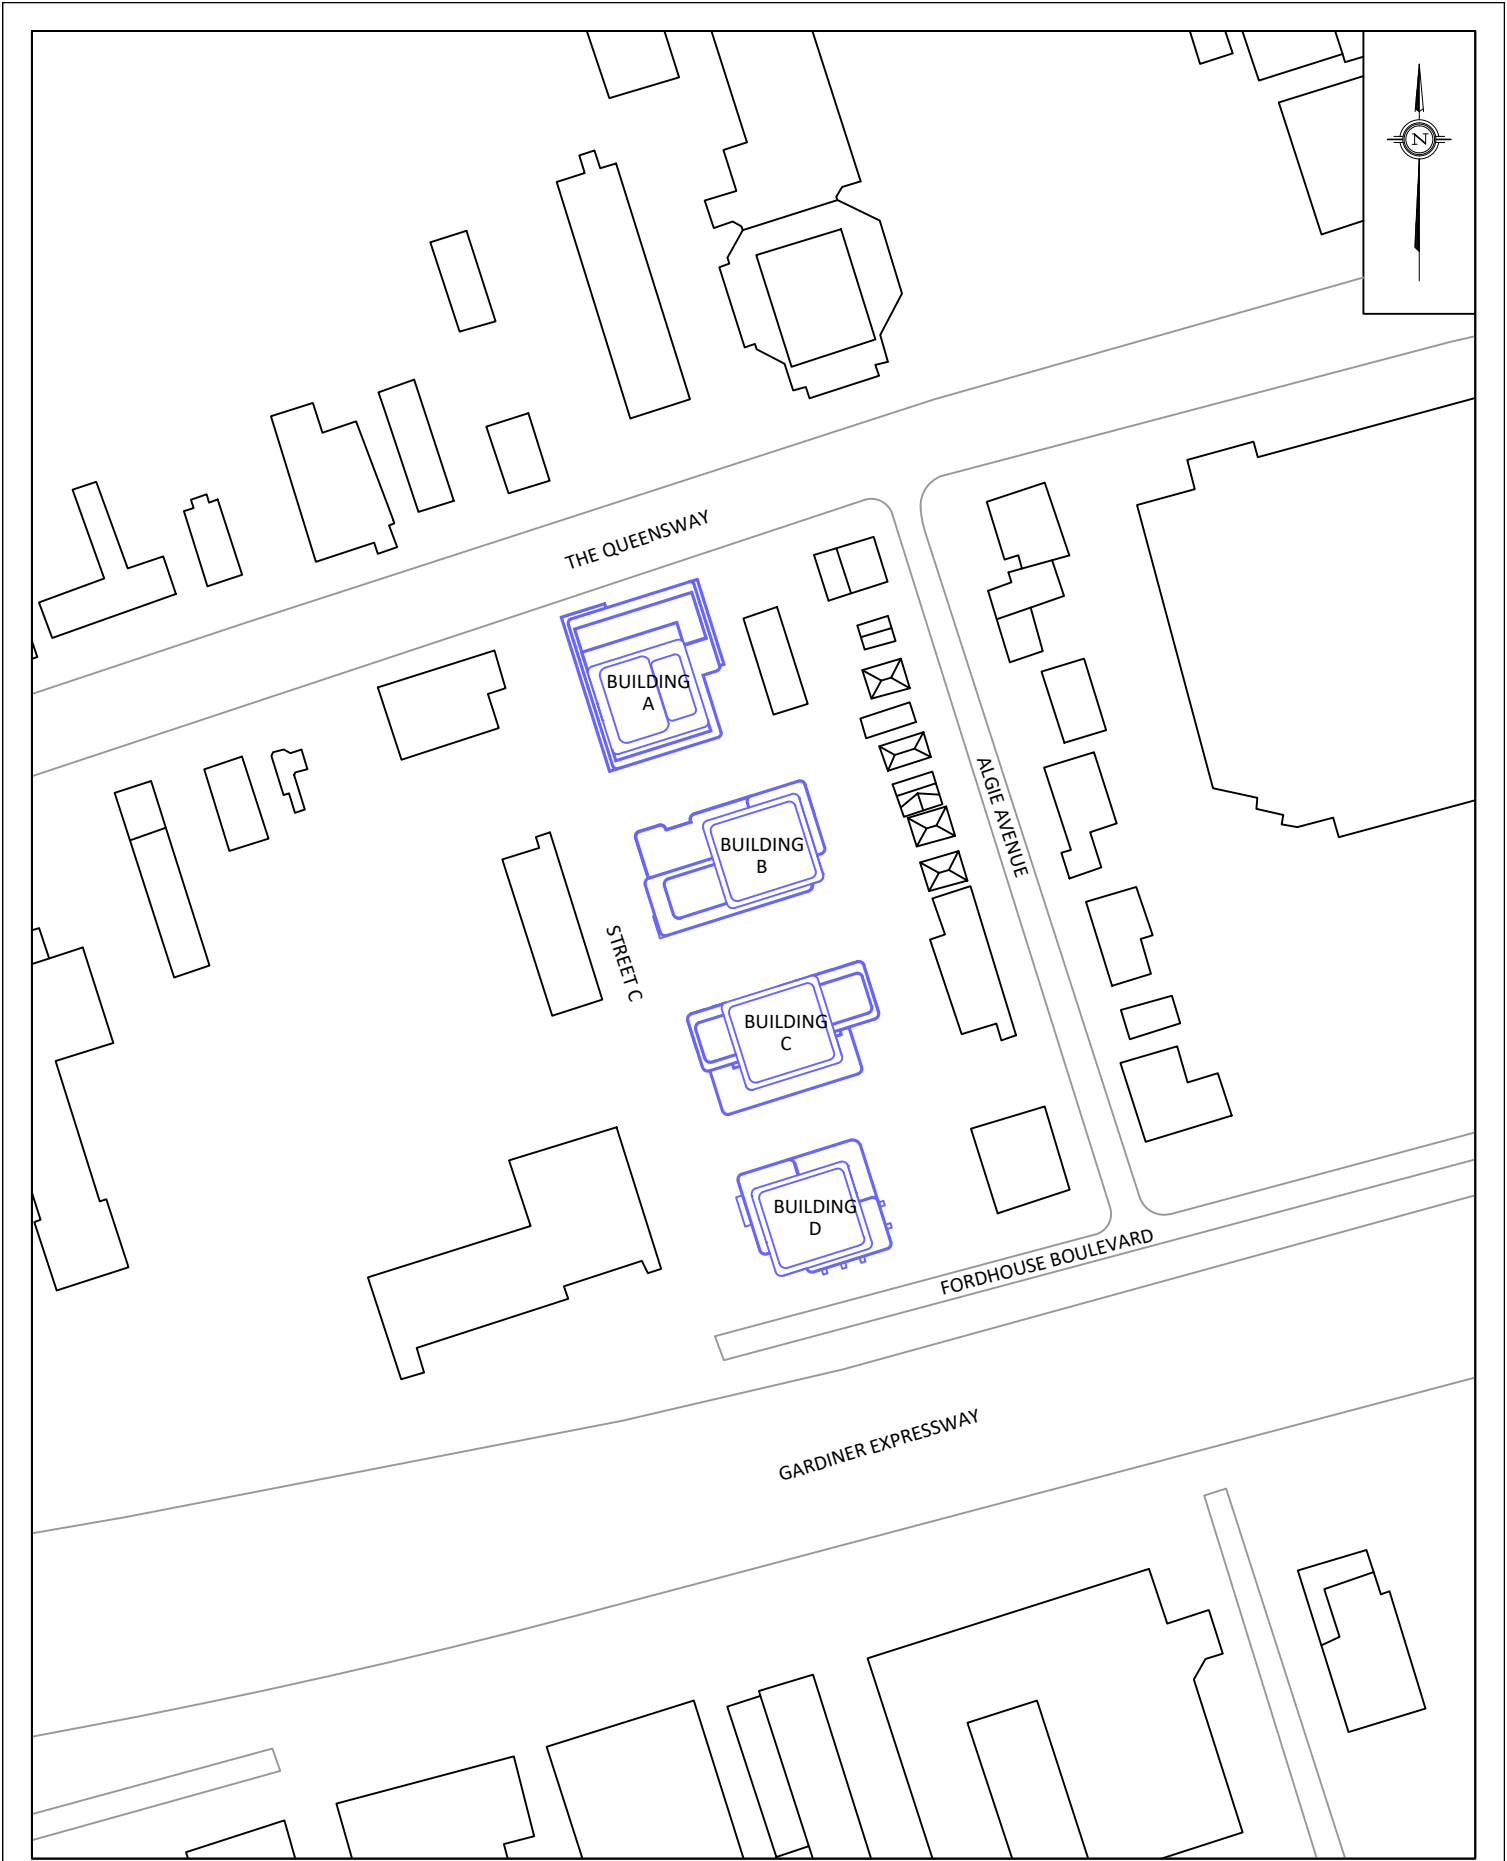 N
THE QUEENSWAY
BUILDING
A
ALGIE AVENUE
BUILDING
B
STREET C
BUILDING
C
BUILDING
D
FORDHOUSE BOULEVARD
GARDINER EXPRESSWAY